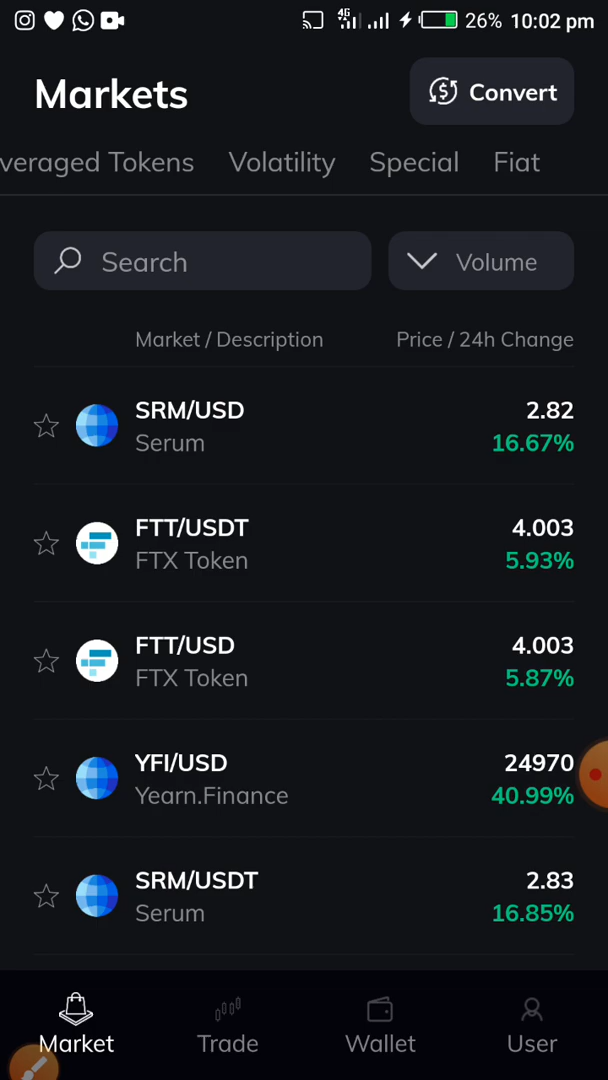 4G 26% 10:02 pm
Markets
Convert
veraged Tokens Volatility Special Fiat
Search Volume
Market / Description Price / 24h Change
SRM/USD 2.82
Serum 16.67%
FTT/USDT 4.003
FTX Token 5.93%
FTT/USD 4.003
FTX Token 5.87%
YFI/USD 24970
Yearn.Finance 40.99%
SRM/USDT 2.83
Serum 16.85%
Market Trade Wallet User